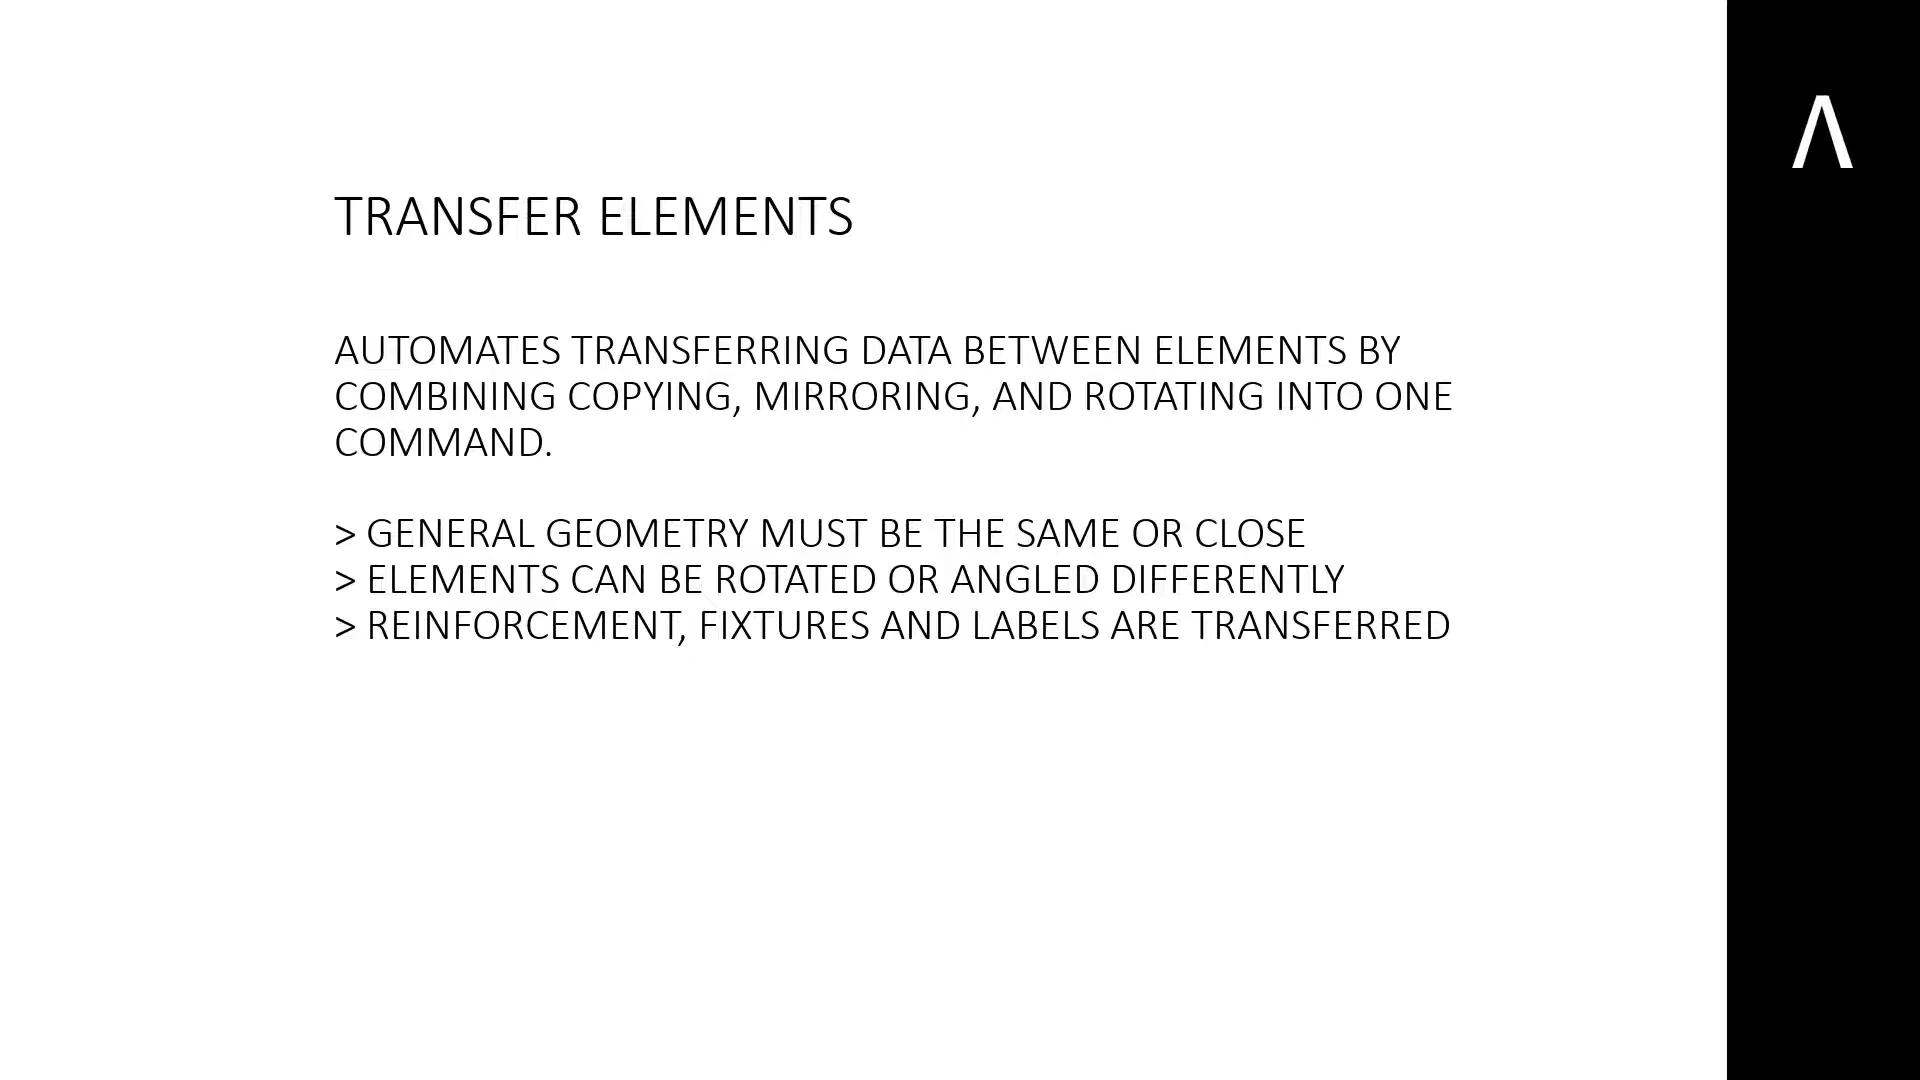 TRANSFER ELEMENTS
AUTOMATES TRANSFERRING DATA BETWEEN ELEMENTS BY
COMBINING COPYING, MIRRORING, AND ROTATING INTO ONE
COMMAND.
> GENERAL GEOMETRY MUST BE THE SAME OR CLOSE
> ELEMENTS CAN BE ROTATED OR ANGLED DIFFERENTLY
> REINFORCEMENT, FIXTURES AND LABELS ARE TRANSFERRED